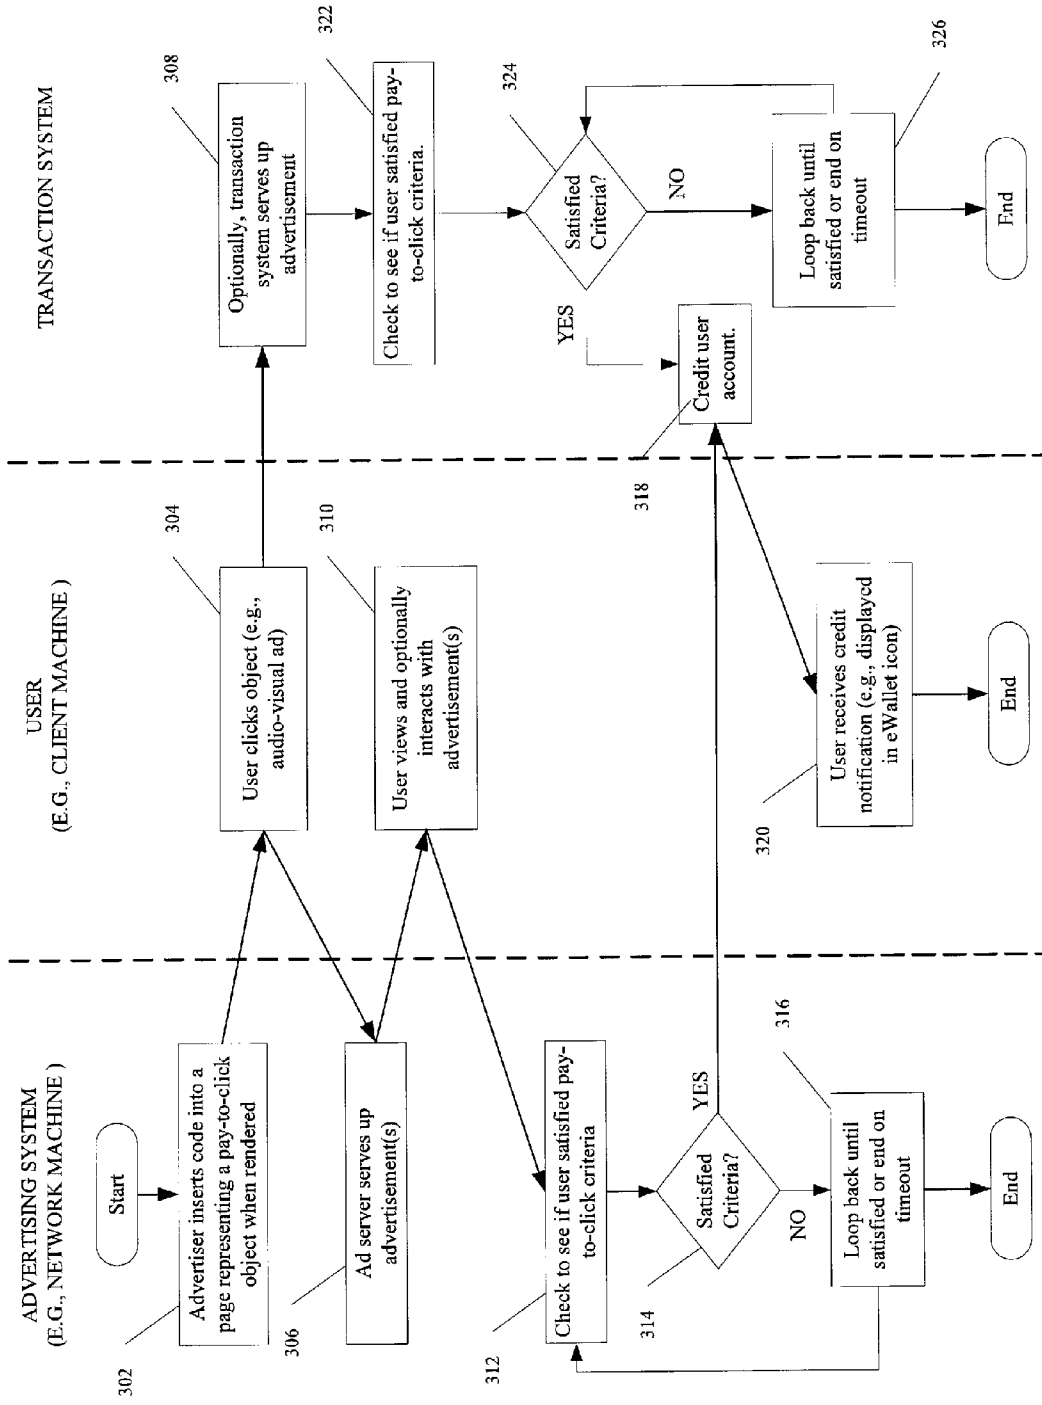 ADVERTISING SYSTEM
(E.G., NETWORK MACHINE )
USER
(E.G., CLIENT MACHINE )
TRANSACTION SYSTEM
Start
302
Advertiser inserts code into a
page representing a pay-to-click
object when rendered
304
User clicks object (e.g.,
audio-visual ad)
308
Optionally, transaction
system serves up
advertisement
306
Ad server serves up
advertisement(s)
310
User views and optionally
interacts with
advertisement(s)
322
Check to see if user satisfied pay-
to-click criteria.
312
Check to see if user satisfied pay-
to-click criteria
324
Satisfied
Criteria?
YES
NO
314
Satisfied
Criteria?
YES
NO
318
Credit user
account.
316
Loop back until
satisfied or end on
timeout
320
User receives credit
notification (e.g., displayed
in eWallet icon)
326
Loop back until
satisfied or end on
timeout
End
End
End